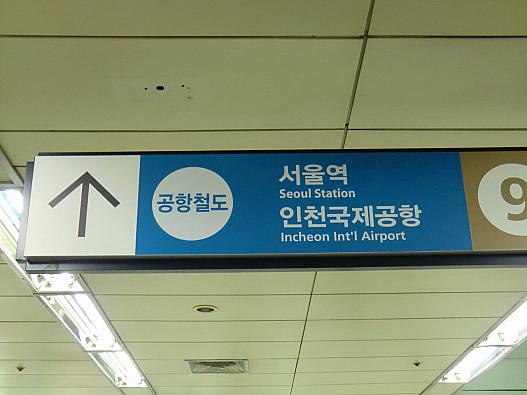 공항철도
서울역
Seoul Station
인천국제공항
Incheon Int'l Airport
9